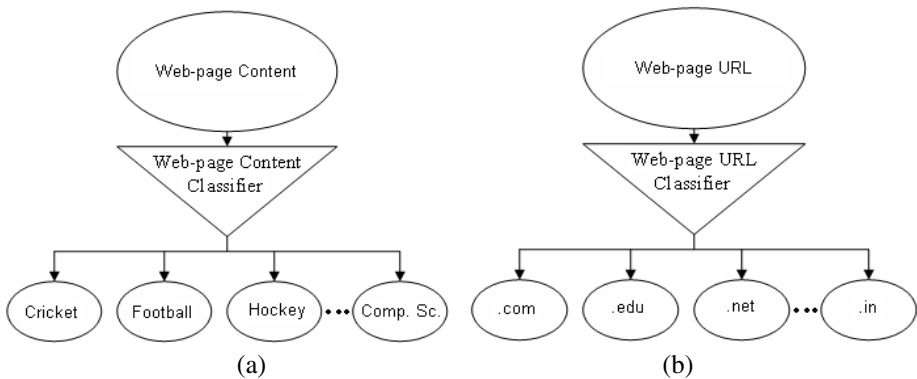 Web-page Content
Web-page Content
Classifier
Cricket
Football
Hockey
Comp. Sc.
(a)
Web-page URL
Web-page URL
Classifier
.com
.edu
.net
.in
(b)